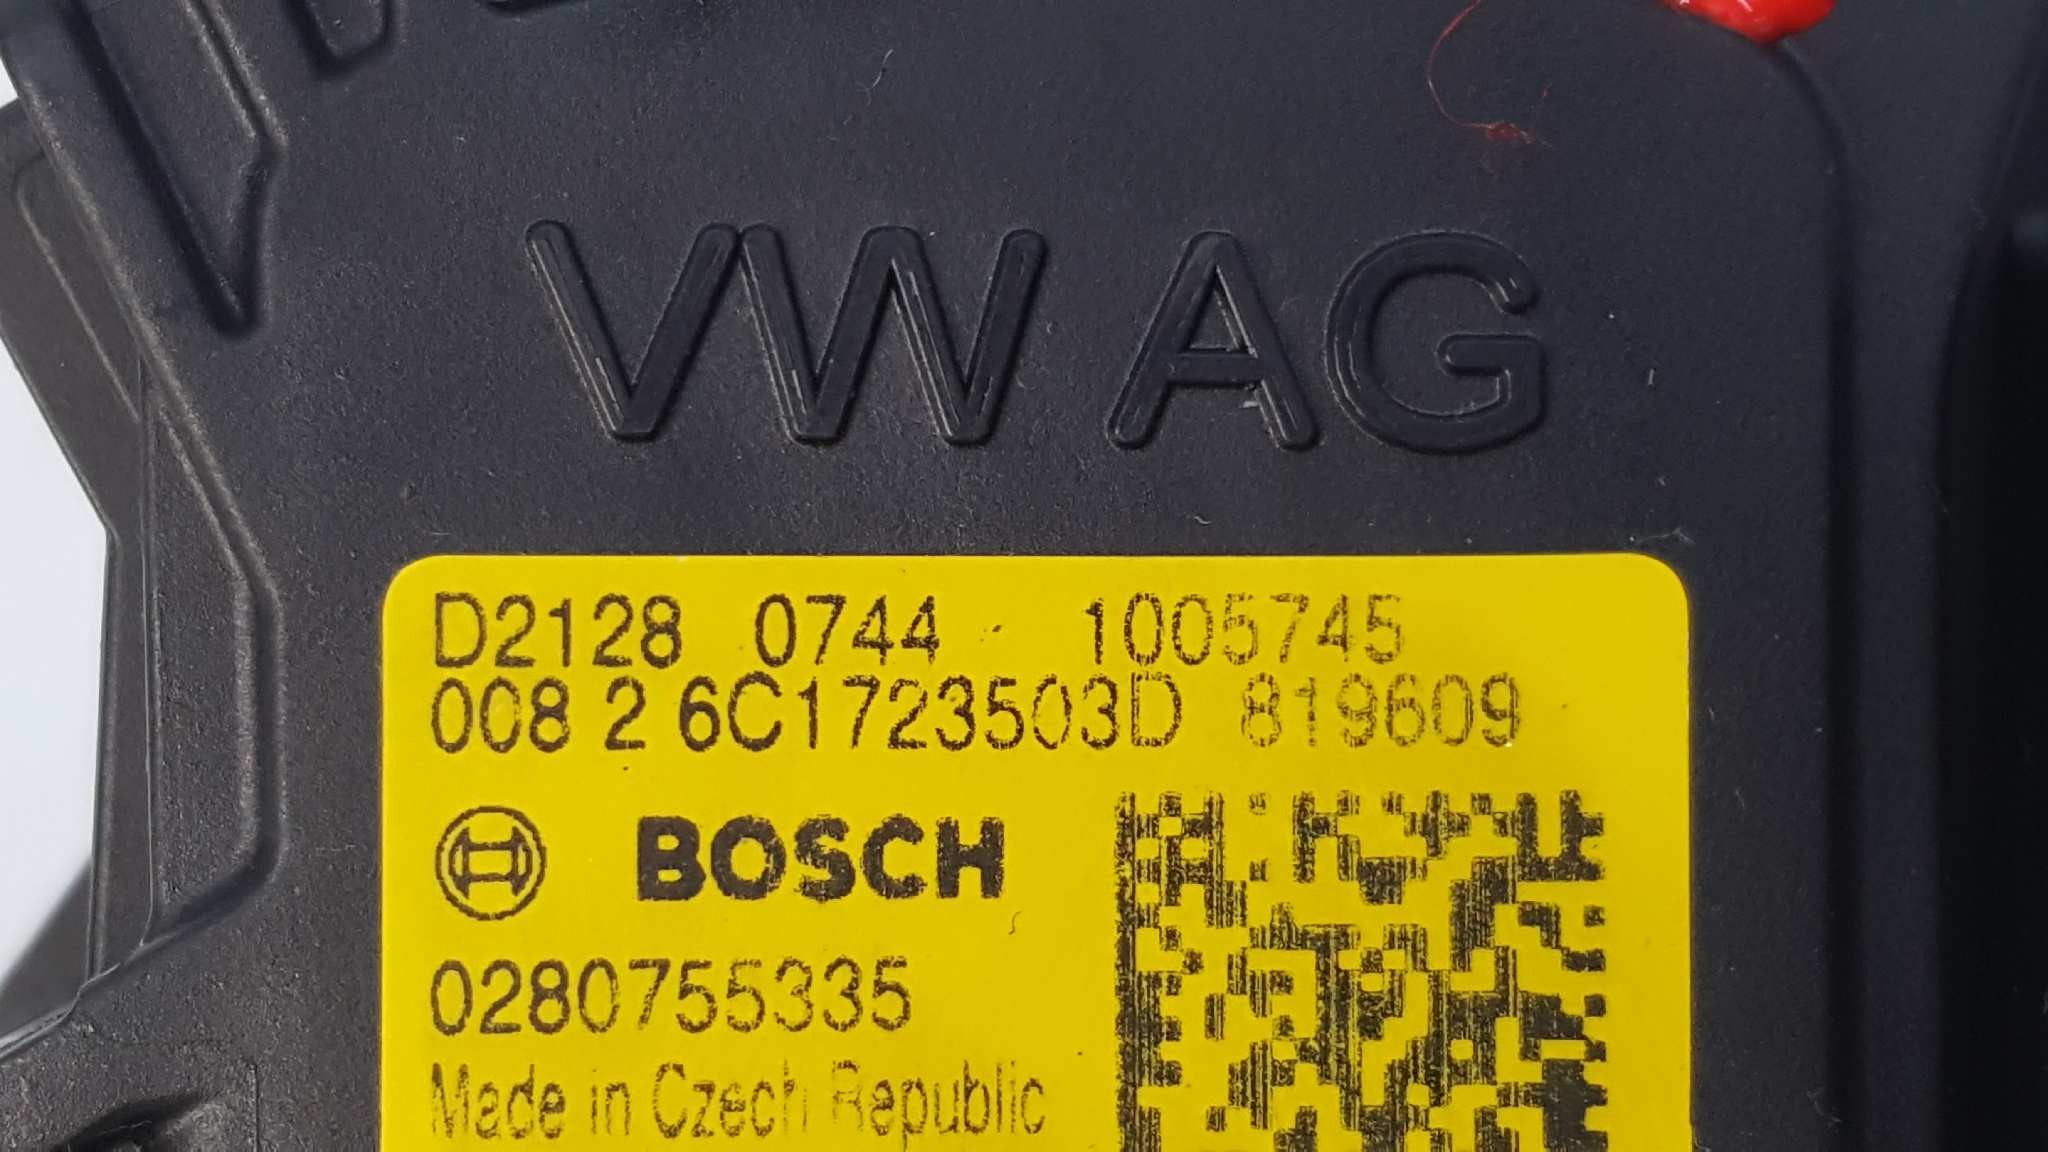 VW AG
D2128 0744 1005745
008 2 6C1723503D 819609
BOSCH
0280755335
Made in Czech Republic